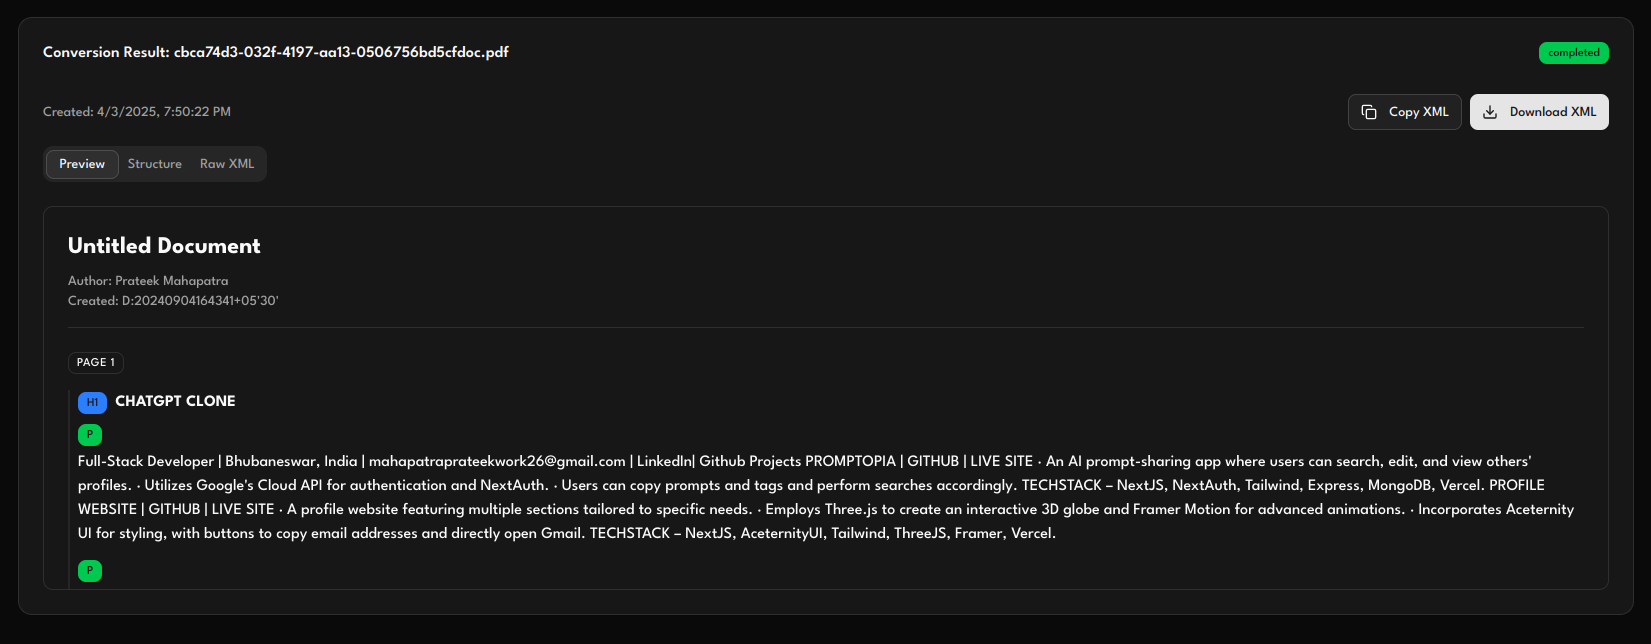 Conversion Result: cbca74d3-032f-4197-aa13-0506756bd5cfdoc.pdf
completed
Created: 4/3/2025, 7:50:22 PM
Copy XML
Download XML
Preview
Structure
Raw XML
Untitled Document
Author: Prateek Mahapatra
Created: D:20240904164341+05'30'
PAGE 1
H1 CHATGPT CLONE
P
Full-Stack Developer | Bhubaneswar, India | mahapatraprateekwork26@gmail.com | LinkedIn| Github Projects PROMPTOPIA | GITHUB | LIVE SITE · An AI prompt-sharing app where users can search, edit, and view others'
profiles. · Utilizes Google's Cloud API for authentication and NextAuth. · Users can copy prompts and tags and perform searches accordingly. TECHSTACK – NextJS, NextAuth, Tailwind, Express, MongoDB, Vercel. PROFILE
WEBSITE | GITHUB | LIVE SITE · A profile website featuring multiple sections tailored to specific needs. · Employs Three.js to create an interactive 3D globe and Framer Motion for advanced animations. · Incorporates Aceternity
UI for styling, with buttons to copy email addresses and directly open Gmail. TECHSTACK – NextJS, AceternityUI, Tailwind, ThreeJS, Framer, Vercel.
P